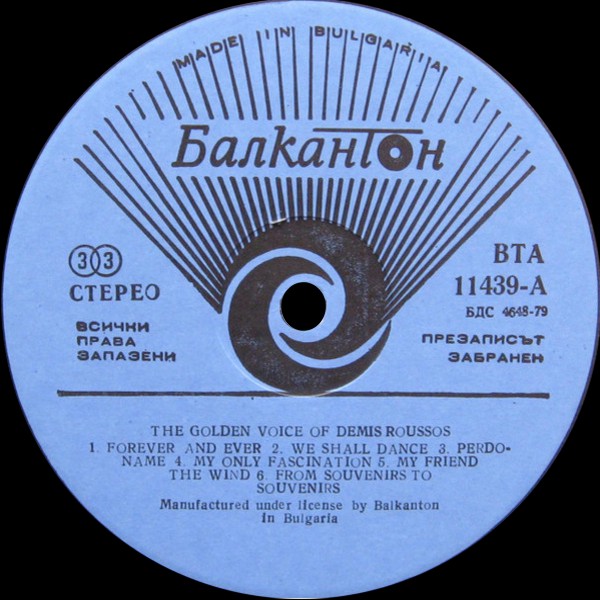 MADE IN BULGARIA
Балкантон
33
СТЕРЕО
ВСИЧКИ
ПРАВА
ЗАПАЗЕНИ
ВТА
11439-А
БДС 4648-79
ПРЕЗАПИСЪТ
ЗАБРАНЕН
THE GOLDEN VOICE OF DEMIS ROUSSOS
1. FOREVER AND EVER 2. WE SHALL DANCE 3. PERDO-
NAME 4. MY ONLY FASCINATION 5. MY FRIEND
THE WIND 6. FROM SOUVENIRS TO
SOUVENIRS
Manufactured under license by Balkanton
in Bulgaria